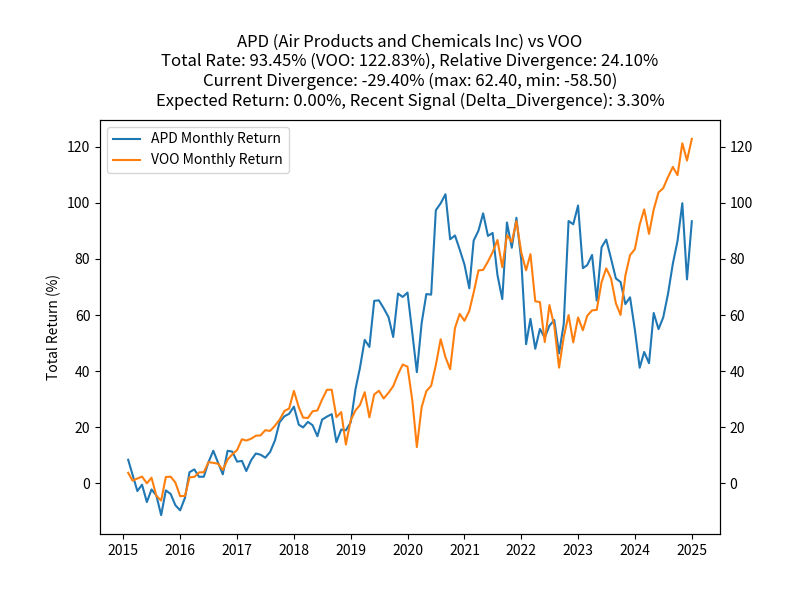 APD (Air Products and Chemicals Inc) vs VOO
Total Rate: 93.45% (VOO: 122.83%), Relative Divergence: 24.10%
Current Divergence: -29.40% (max: 62.40, min: -58.50)
Expected Return: 0.00%, Recent Signal (Delta_Divergence): 3.30%
APD Monthly Return
VOO Monthly Return
Total Return (%)
120
100
80
60
40
20
0
120
100
80
60
40
20
0
2015 2016 2017 2018 2019 2020 2021 2022 2023 2024 2025